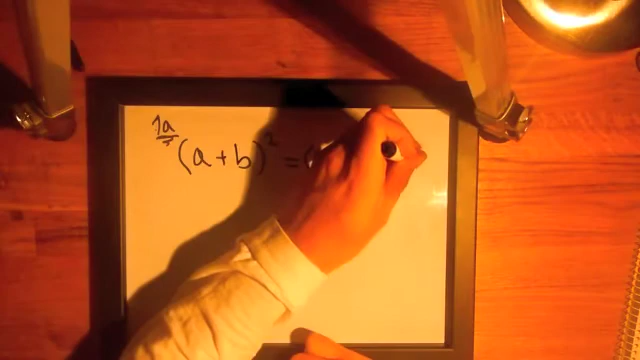 1a
(a+b)² = (